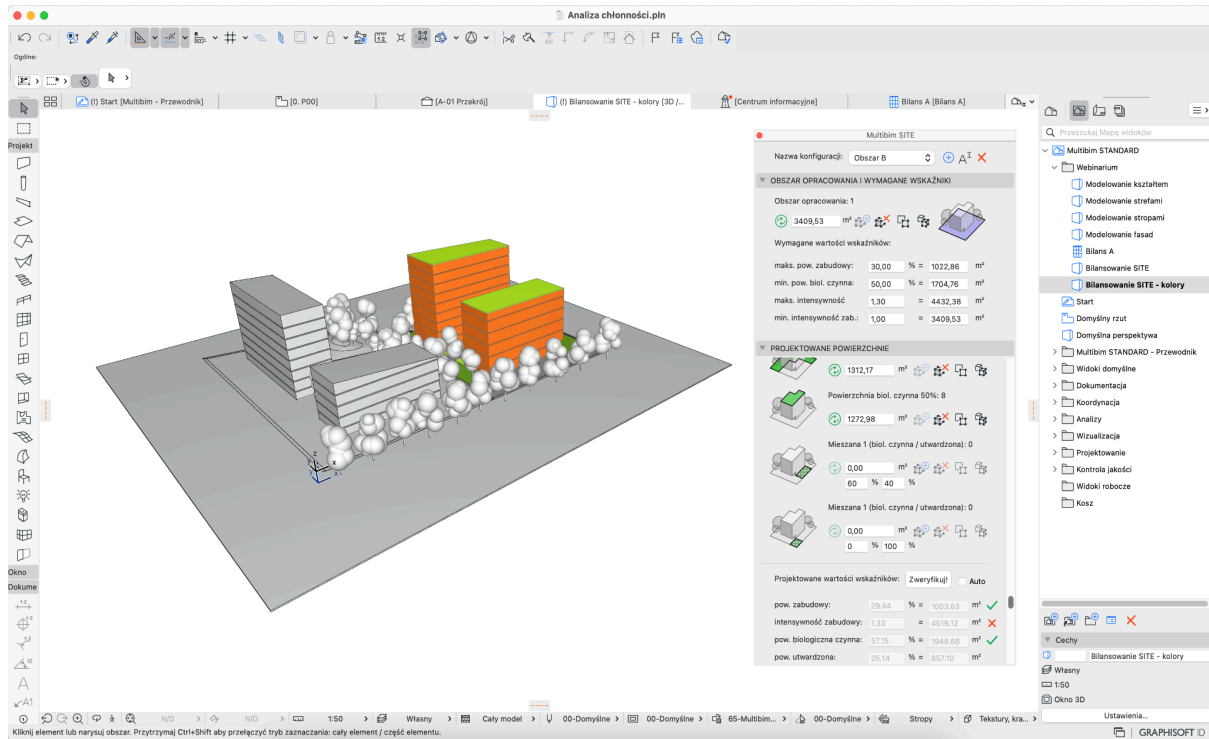 Analiza chłonności.pln
Ogólne:
(!) Start [Multibim - Przewodnik]
[0. P00]
[A-01 Przekrój]
(!) Bilansowanie SITE - kolory [3D /...
[Centrum informacyjne]
Bilans A [Bilans A]
Projekt
Okno
Dokume
1,2
1,2
1,2
α°
A
A1
z
y
x
Multibim SITE
Nazwa konfiguracji: Obszar B
OBSZAR OPRACOWANIA I WYMAGANE WSKAŹNIKI
Obszar opracowania: 1
3409,53 m²
Wymagane wartości wskaźników:
maks. pow. zabudowy: 30,00 % = 1022,86 m²
min. pow. biol. czynna: 50,00 % = 1704,76 m²
maks. intensywność 1,30 = 4432,38 m²
min. intensywność zab.: 1,00 = 3409,53 m²
PROJEKTOWANE POWIERZCHNIE
1312,17 m²
Powierzchnia biol. czynna 50%: 8
1272,98 m²
Mieszana 1 (biol. czynna / utwardzona): 0
0,00 m²
60 % 40 %
Mieszana 1 (biol. czynna / utwardzona): 0
0,00 m²
0 % 100 %
Projektowane wartości wskaźników: Zweryfikuj! Auto
pow. zabudowy: 29.44 % = 1003.63 m²
intensywność zabudowy: 1.33 = 4519.12 m²
pow. biologiczna czynna: 57.15 % = 1948.66 m²
pow. utwardzona: 25.14 % = 857.10 m²
Przeszukaj Mapę widoków
Multibim STANDARD
Webinarium
Modelowanie kształtem
Modelowanie strefami
Modelowanie stropami
Modelowanie fasad
Bilans A
Bilansowanie SITE
Bilansowanie SITE - kolory
Start
Domyślny rzut
Domyślna perspektywa
Multibim STANDARD - Przewodnik
Widoki domyślne
Dokumentacja
Koordynacja
Analizy
Wizualizacja
Projektowanie
Kontrola jakości
Widoki robocze
Kosz
Cechy
Bilansowanie SITE - kolory
Własny
1:50
Okno 3D
Ustawienia...
N/D N/D 1:50 Własny Cały model 00-Domyślne 00-Domyślne 65-Multibim... 00-Domyślne Stropy Tekstury, kra...
Kliknij element lub narysuj obszar. Przytrzymaj Ctrl+Shift aby przełączyć tryb zaznaczania: cały element / część elementu.
GRAPHISOFT ID